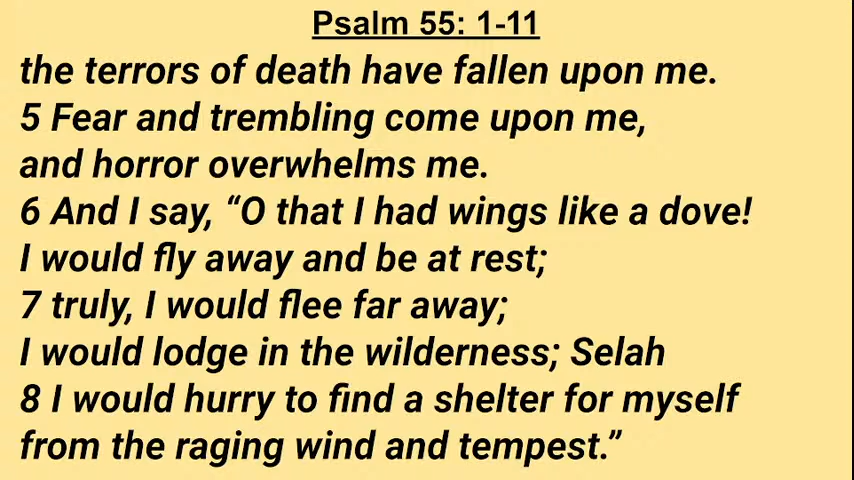 Psalm 55: 1-11
the terrors of death have fallen upon me.
5 Fear and trembling come upon me,
and horror overwhelms me.
6 And I say, “O that I had wings like a dove!
I would fly away and be at rest;
7 truly, I would flee far away;
I would lodge in the wilderness; Selah
8 I would hurry to find a shelter for myself
from the raging wind and tempest.”